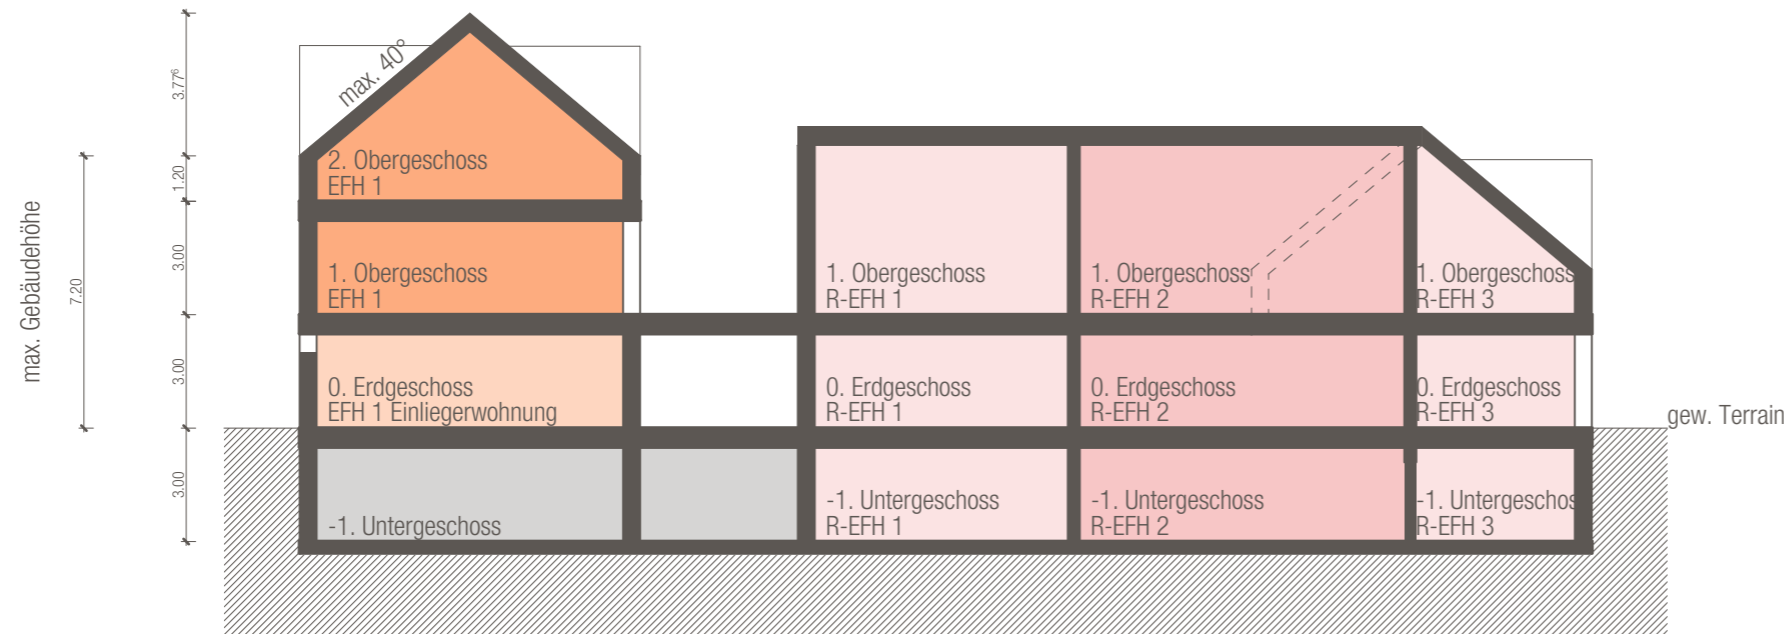 max. Gebäudehöhe
7.20
3.77⁶
1.20
3.00
3.00
3.00
max. 40°
2. Obergeschoss
EFH 1
1. Obergeschoss
EFH 1
0. Erdgeschoss
EFH 1 Einliegerwohnung
-1. Untergeschoss
1. Obergeschoss
R-EFH 1
0. Erdgeschoss
R-EFH 1
-1. Untergeschoss
R-EFH 1
1. Obergeschoss
R-EFH 2
0. Erdgeschoss
R-EFH 2
-1. Untergeschoss
R-EFH 2
1. Obergeschoss
R-EFH 3
0. Erdgeschoss
R-EFH 3
-1. Untergeschos
R-EFH 3
gew. Terrain